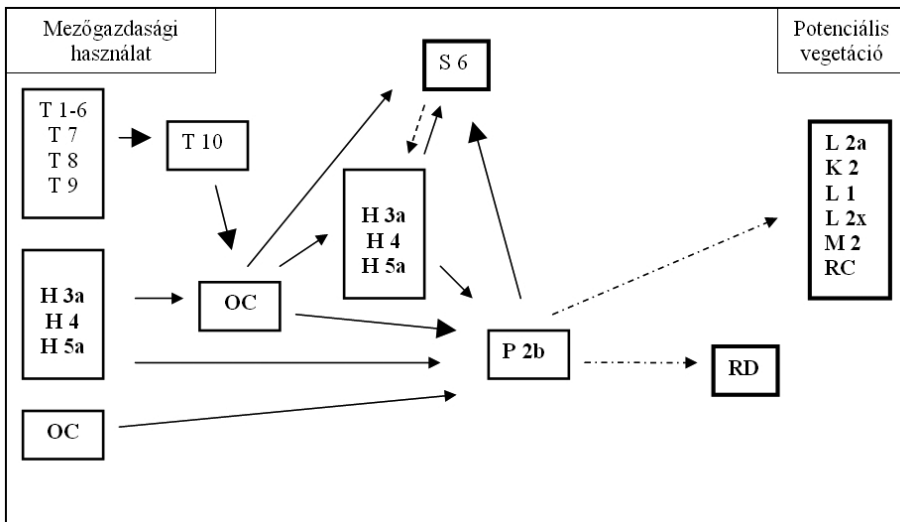 Mezőgazdasági
használat
Potenciális
vegetáció
S 6
T 1-6
T 7
T 8
T 9
T 10
L 2a
K 2
L 1
L 2x
M 2
RC
H 3a
H 4
H 5a
H 3a
H 4
H 5a
OC
P 2b
RD
OC